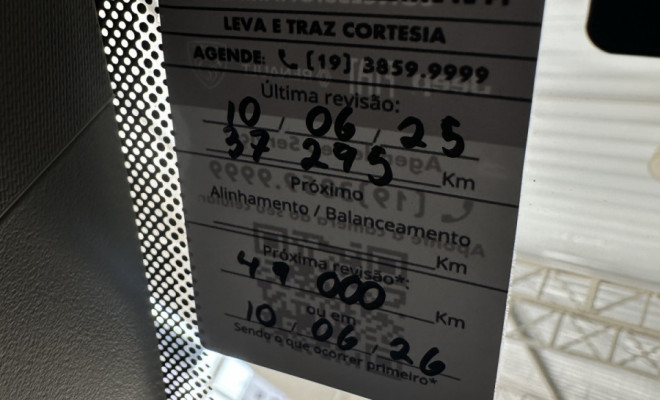 LEVA E TRAZ CORTESIA
AGENDE: (19) 3859.9999
Última revisão:
10 / 06 / 25
37 295 Km
Próximo
Alinhamento / Balanceamento
Km
Próxima revisão*:
49 000 Km
ou em
10 / 06 / 26
Sendo o que ocorrer primeiro*